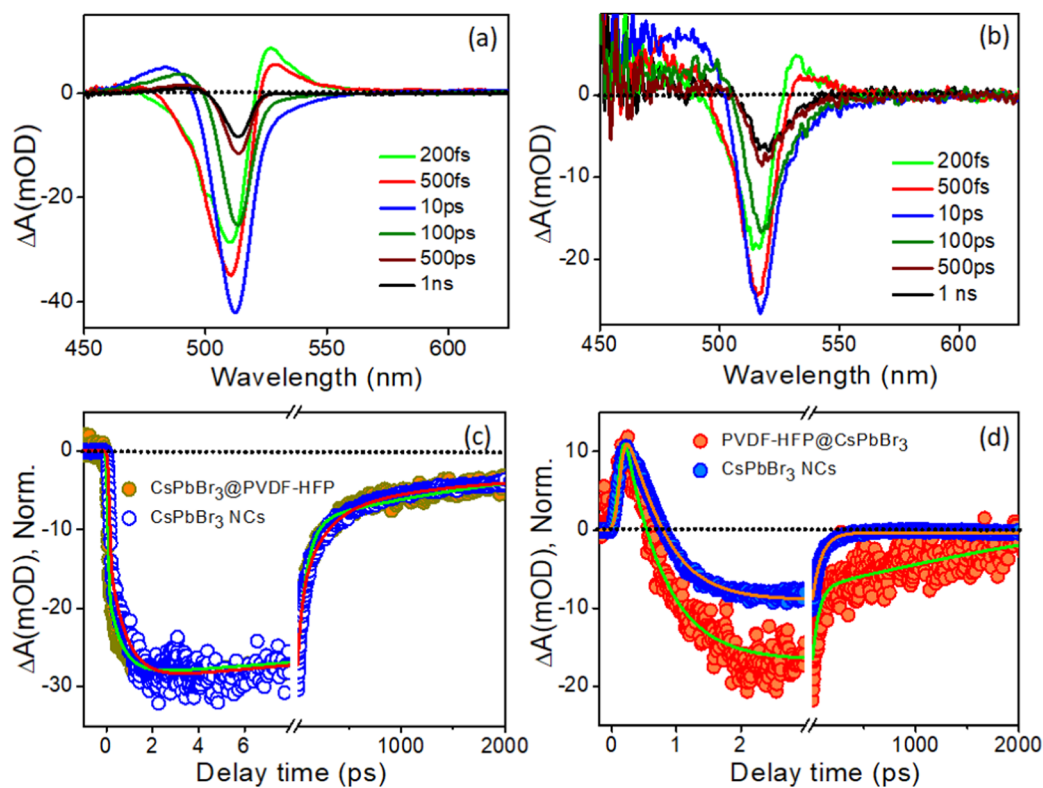 (a)
ΔA(mOD)
0
-20
-40
200fs
500fs
10ps
100ps
500ps
1ns
450 500 550 600
Wavelength (nm)
(b)
ΔA(mOD)
0
-10
-20
200fs
500fs
10ps
100ps
500ps
1 ns
450 500 550 600
Wavelength (nm)
(c)
ΔA(mOD), Norm.
0
-10
-20
-30
CsPbBr₃@PVDF-HFP
CsPbBr₃ NCs
0 2 4 6 1000 2000
Delay time (ps)
(d)
ΔA(mOD), Norm.
10
0
-10
-20
PVDF-HFP@CsPbBr₃
CsPbBr₃ NCs
0 1 2 1000 2000
Delay time (ps)